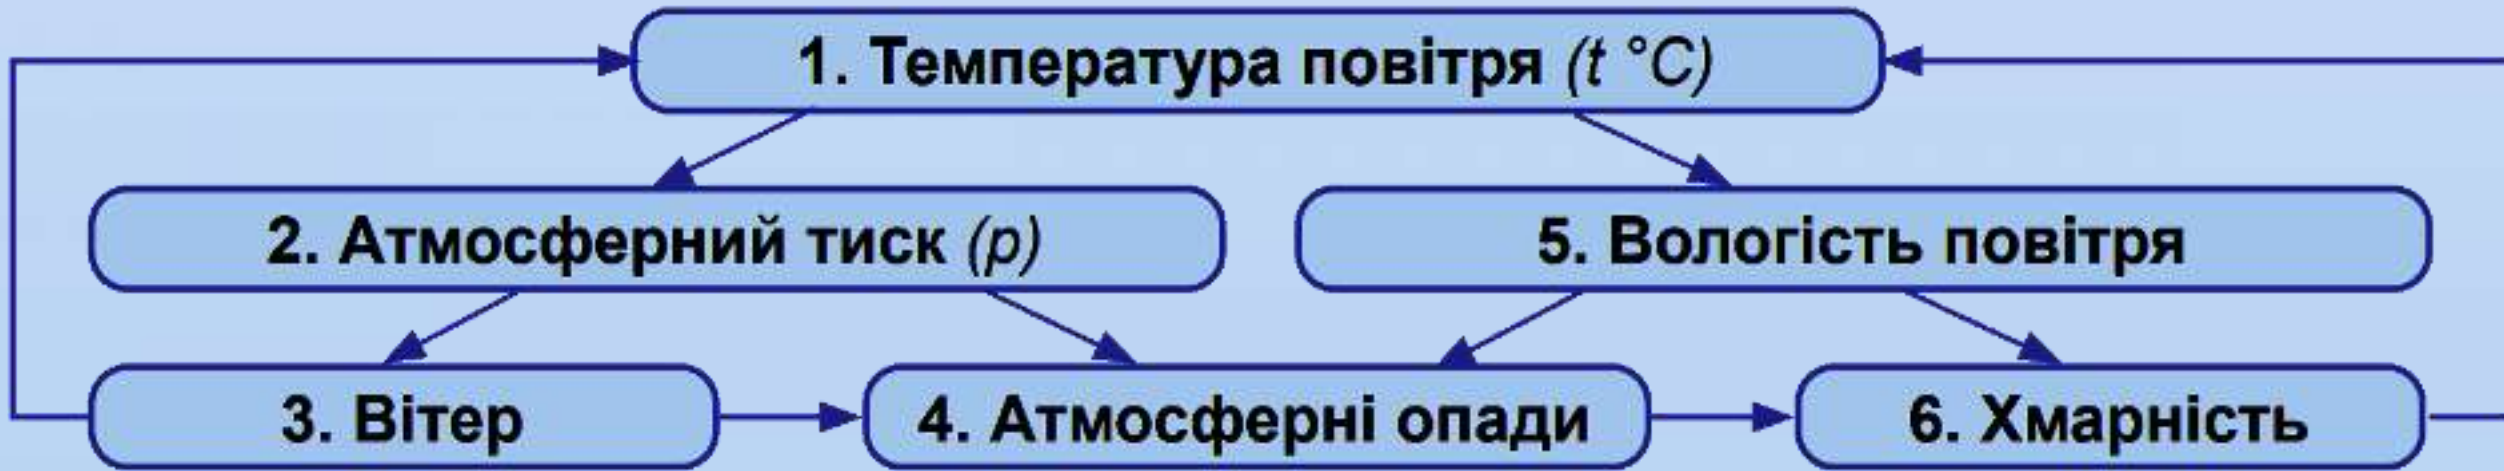 1. Температура повітря (t °C)
2. Атмосферний тиск (p)
5. Вологість повітря
3. Вітер
4. Атмосферні опади
6. Хмарність